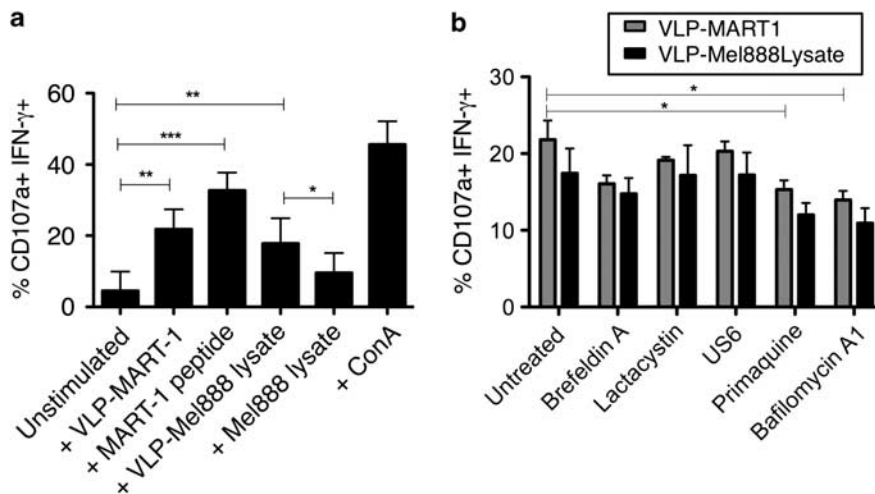 a
% CD107a+ IFN-γ+
60
40
20
0
**
***
**
*
Unstimulated
+ VLP-MART-1
+ MART-1 peptide
+ VLP-Mel888 lysate
+ Mel888 lysate
+ ConA
b
VLP-MART1
VLP-Mel888Lysate
% CD107a+ IFN-γ+
30
20
10
0
*
*
Untreated
Brefeldin A
Lactacystin
US6
Primaquine
Bafilomycin A1